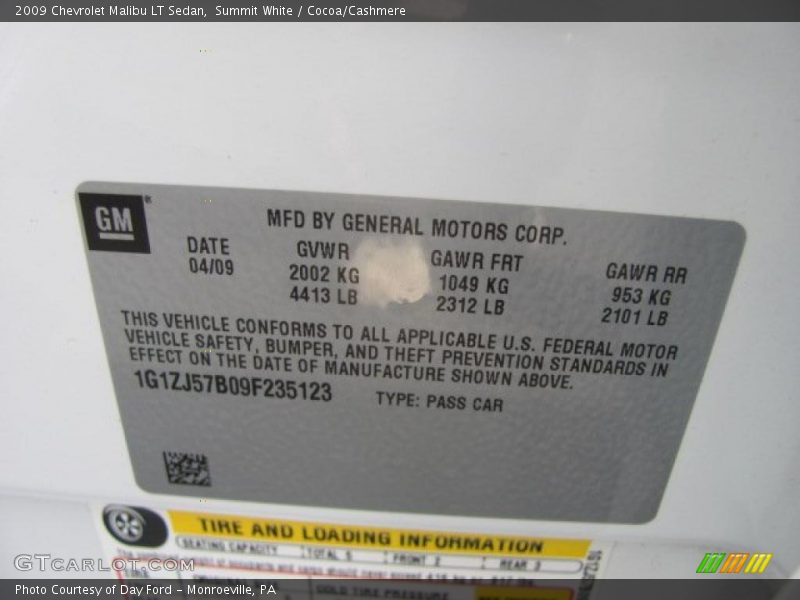 2009 Chevrolet Malibu LT Sedan, Summit White / Cocoa/Cashmere
GM
MFD BY GENERAL MOTORS CORP.
DATE GVWR GAWR FRT GAWR RR
04/09 2002 KG 1049 KG 953 KG
4413 LB 2312 LB 2101 LB
THIS VEHICLE CONFORMS TO ALL APPLICABLE U.S. FEDERAL MOTOR
VEHICLE SAFETY, BUMPER, AND THEFT PREVENTION STANDARDS IN
EFFECT ON THE DATE OF MANUFACTURE SHOWN ABOVE.
1G1ZJ57B09F235123 TYPE: PASS CAR
TIRE AND LOADING INFORMATION
SEATING CAPACITY TOTAL 5 FRONT 2 REAR 3
COLD TIRE PRESSURE
GTcarlot.com
Photo Courtesy of Day Ford - Monroeville, PA